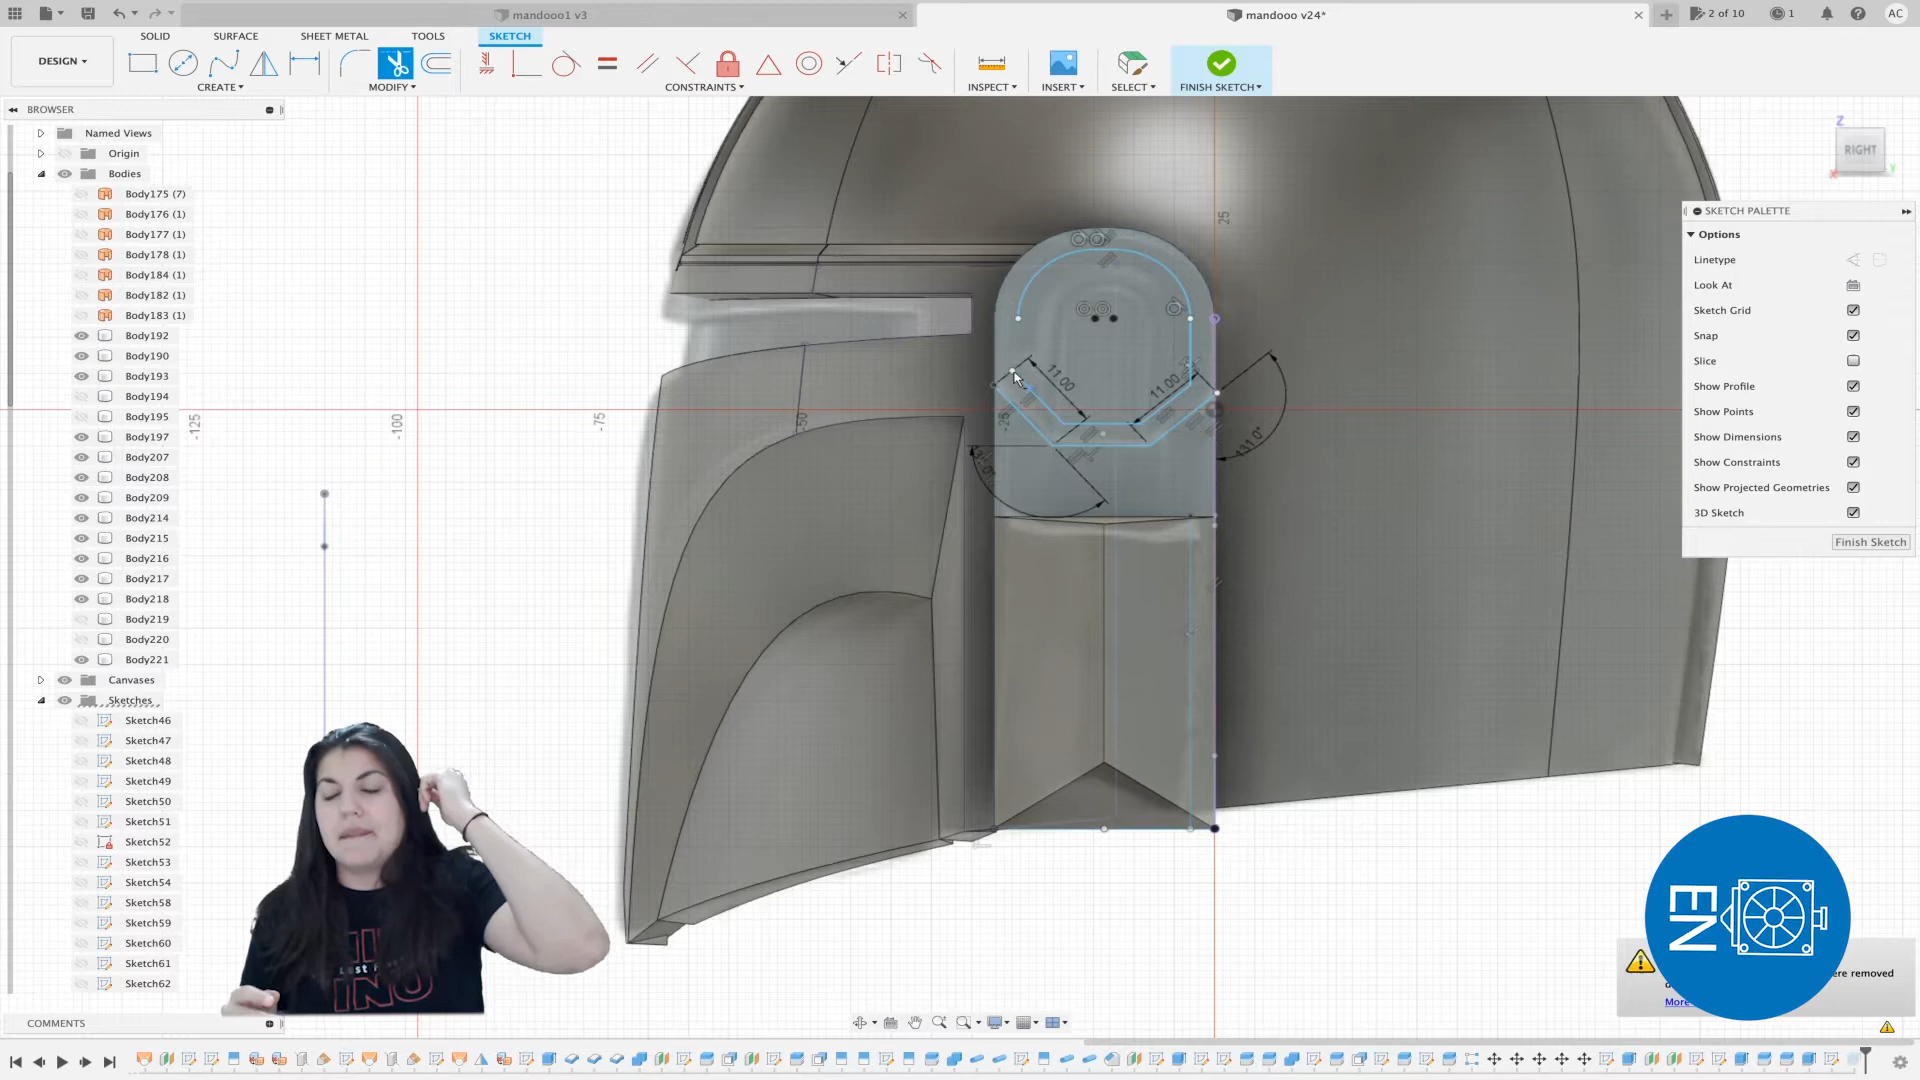 mandooo1 v3
mandooo v24*
2 of 10
1
AC
DESIGN
SOLID
SURFACE
SHEET METAL
TOOLS
SKETCH
CREATE
MODIFY
CONSTRAINTS
INSPECT
INSERT
SELECT
FINISH SKETCH
BROWSER
Named Views
Origin
Bodies
Body175 (7)
Body176 (1)
Body177 (1)
Body178 (1)
Body184 (1)
Body182 (1)
Body183 (1)
Body192
Body190
Body193
Body194
Body195
Body197
Body207
Body208
Body209
Body214
Body215
Body216
Body217
Body218
Body219
Body220
Body221
Canvases
Sketches
Sketch46
Sketch47
Sketch48
Sketch49
Sketch50
Sketch51
Sketch52
Sketch53
Sketch54
Sketch58
Sketch59
Sketch60
Sketch61
Sketch62
COMMENTS
-125
-100
-75
-50
-25
25
11.00
11.00
131.0°
Z
RIGHT
X
Y
SKETCH PALETTE
Options
Linetype
Look At
Sketch Grid
Snap
Slice
Show Profile
Show Points
Show Dimensions
Show Constraints
Show Projected Geometries
3D Sketch
Finish Sketch
EN
ere removed
More